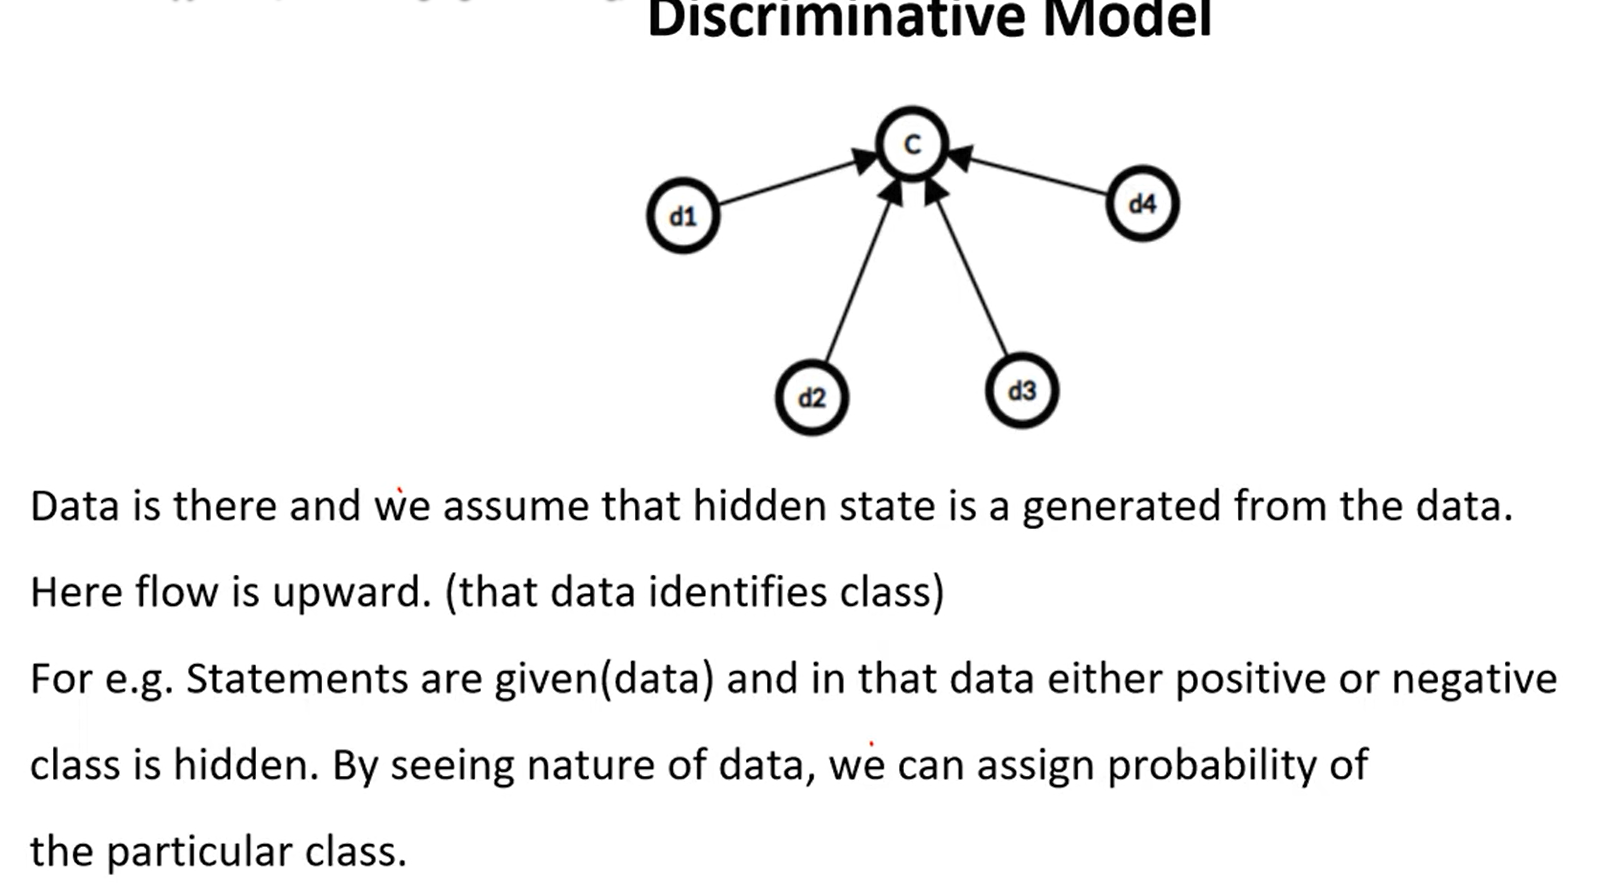 Discriminative Model
C
d1
d4
d2
d3
Data is there and we assume that hidden state is a generated from the data.
Here flow is upward. (that data identifies class)
For e.g. Statements are given(data) and in that data either positive or negative
class is hidden. By seeing nature of data, we can assign probability of
the particular class.